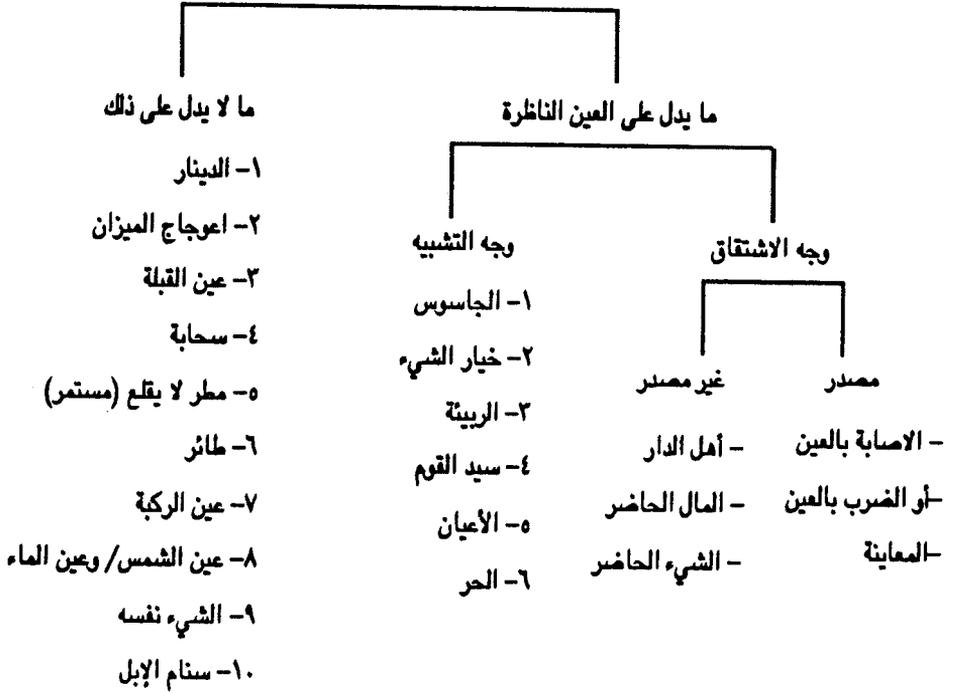 ما يدل على العين الناظرة
وجه الاشتقاق
مصدر
– الاصابة بالعين
–أو الضرب بالعين
–المعاينة
غير مصدر
– أهل الدار
– المال الحاضر
– الشيء الحاضر
وجه التشبيه
١– الجاسوس
٢– خيار الشيء
٣– الربيئة
٤– سيد القوم
٥– الأعيان
٦– الحر
ما لا يدل على ذلك
١– الدينار
٢– اعوجاج الميزان
٣– عين القبلة
٤– سحابة
٥– مطر لا يقلع (مستمر)
٦– طائر
٧– عين الركبة
٨– عين الشمس/ وعين الماء
٩– الشيء نفسه
١٠– سنام الإبل